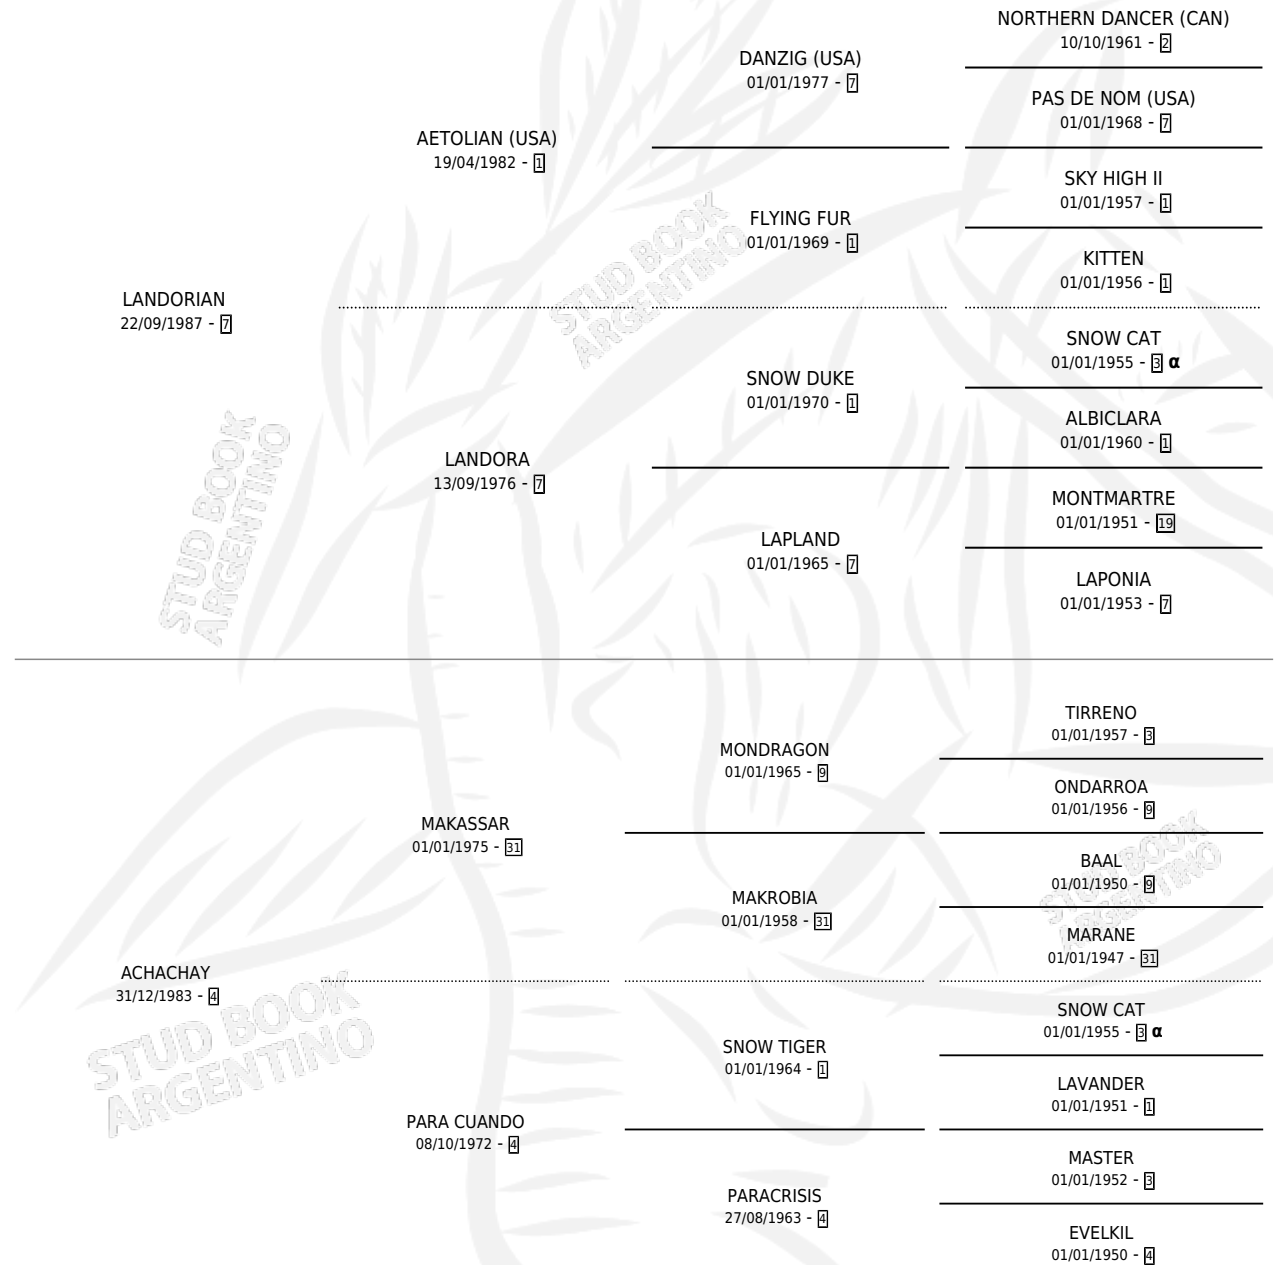 NORTHERN DANCER (CAN)
10/10/1961 - 2
DANZIG (USA)
01/01/1977 - 7
PAS DE NOM (USA)
01/01/1968 - 7
AETOLIAN (USA)
19/04/1982 - 1
SKY HIGH II
01/01/1957 - 1
FLYING FUR
01/01/1969 - 1
KITTEN
01/01/1956 - 1
LANDORIAN
22/09/1987 - 7
SNOW CAT
01/01/1955 - 3 α
SNOW DUKE
01/01/1970 - 1
ALBICLARA
01/01/1960 - 1
LANDORA
13/09/1976 - 7
MONTMARTRE
01/01/1951 - 19
LAPLAND
01/01/1965 - 7
LAPONIA
01/01/1953 - 7
TIRRENO
01/01/1957 - 3
MONDRAGON
01/01/1965 - 9
ONDARROA
01/01/1956 - 9
MAKASSAR
01/01/1975 - 31
BAAL
01/01/1950 - 9
MAKROBIA
01/01/1958 - 31
MARANE
01/01/1947 - 31
ACHACHAY
31/12/1983 - 4
SNOW CAT
01/01/1955 - 3 α
SNOW TIGER
01/01/1964 - 1
LAVANDER
01/01/1951 - 1
PARA CUANDO
08/10/1972 - 4
MASTER
01/01/1952 - 3
PARACRISIS
27/08/1963 - 4
EVELKIL
01/01/1950 - 4
STUD BOOK
ARGENTINO
STUD BOOK
ARGENTINO
STUD BOOK
ARGENTINO
STUD BOOK
ARGENTINO